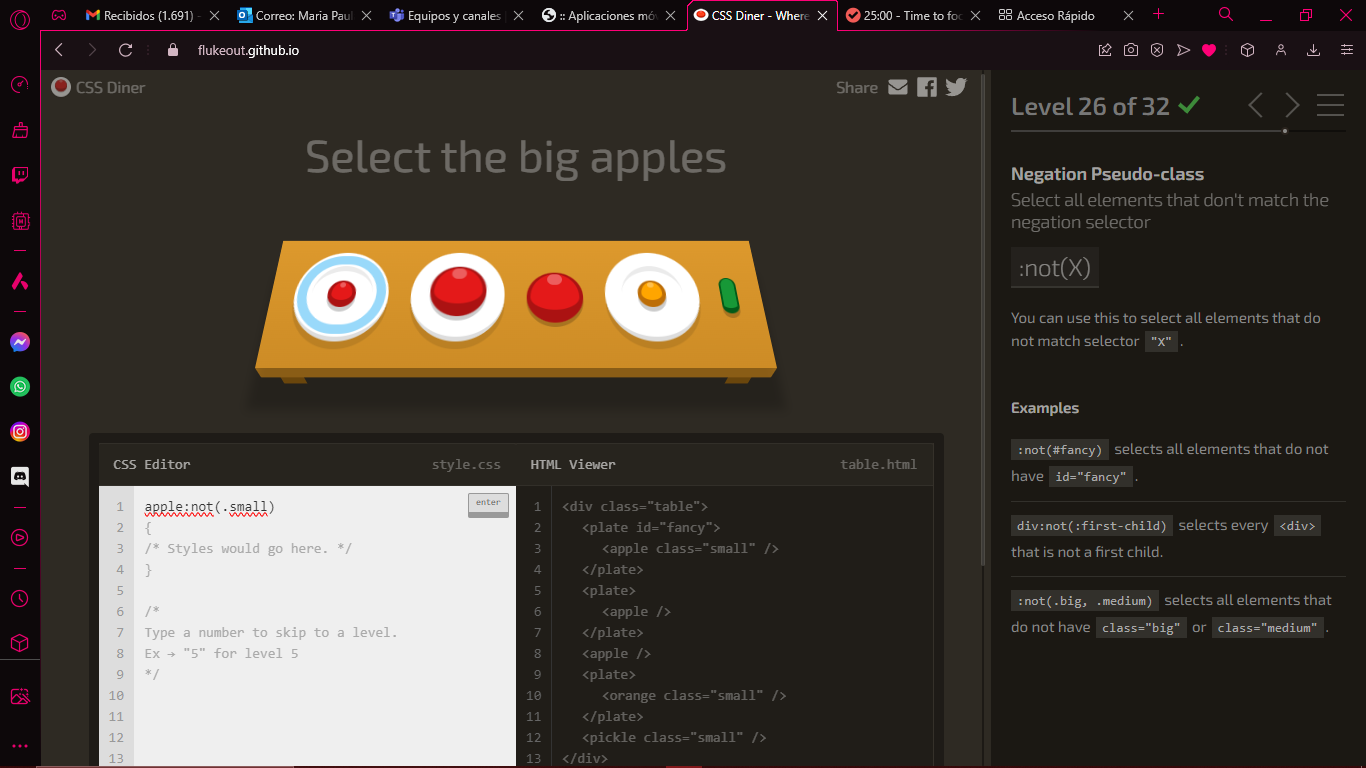 Recibidos (1.691) -
Correo: Maria Paul
Equipos y canales
:: Aplicaciones móv
CSS Diner - Where
25:00 - Time to foc
Acceso Rápido
flukeout.github.io
CSS Diner
Share
Select the big apples
CSS Editor
style.css
HTML Viewer
table.html
enter
1 apple:not(.small)
2 {
3 /* Styles would go here. */
4 }
5
6 /*
7 Type a number to skip to a level.
8 Ex → "5" for level 5
9 */
10
11
12
13
1 <div class="table">
2 <plate id="fancy">
3 <apple class="small" />
4 </plate>
5 <plate>
6 <apple />
7 </plate>
8 <apple />
9 <plate>
10 <orange class="small" />
11 </plate>
12 <pickle class="small" />
13 </div>
Level 26 of 32
Negation Pseudo-class
Select all elements that don't match the
negation selector
:not(X)
You can use this to select all elements that do
not match selector "X" .
Examples
:not(#fancy) selects all elements that do not
have id="fancy" .
div:not(:first-child) selects every <div>
that is not a first child.
:not(.big, .medium) selects all elements that
do not have class="big" or class="medium" .